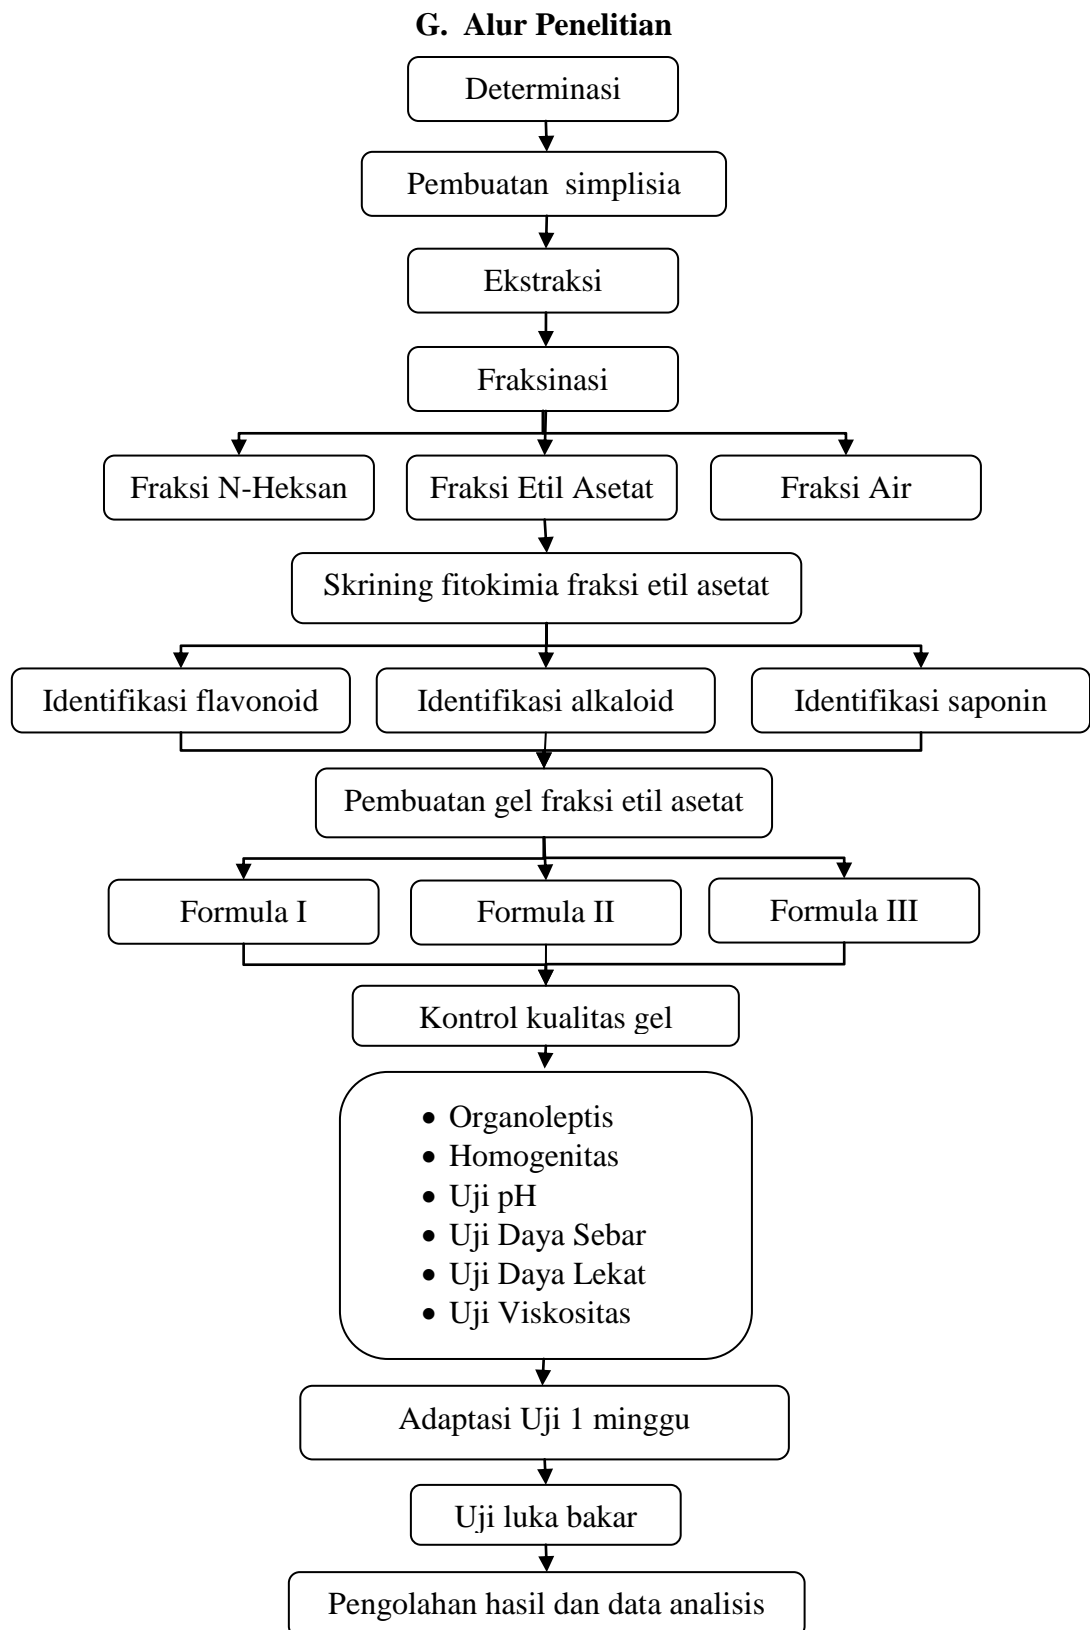 G. Alur Penelitian
Determinasi
Pembuatan simplisia
Ekstraksi
Fraksinasi
Fraksi N-Heksan
Fraksi Etil Asetat
Fraksi Air
Skrining fitokimia fraksi etil asetat
Identifikasi flavonoid
Identifikasi alkaloid
Identifikasi saponin
Pembuatan gel fraksi etil asetat
Formula I
Formula II
Formula III
Kontrol kualitas gel
• Organoleptis
• Homogenitas
• Uji pH
• Uji Daya Sebar
• Uji Daya Lekat
• Uji Viskositas
Adaptasi Uji 1 minggu
Uji luka bakar
Pengolahan hasil dan data analisis